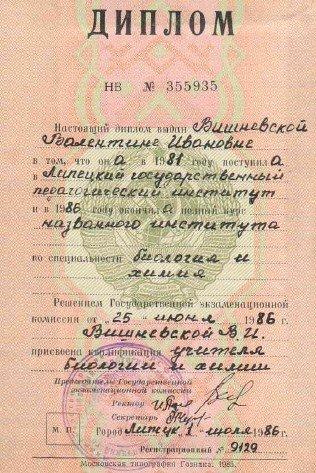 ДИПЛОМ
НВ № 355935
Настоящий диплом выдан Вишневской
Валентине Ивановне
в том, что она в 1981 году поступила
в Липецкий государственный
педагогический институт
и в 1986 году окончила полный курс
названного института
по специальности биология и
химия
Решением Государственной экзаменационной
комиссии от „25“ июня 1986 г.
Вишневской В.И.
присвоена квалификация учителя
биологии и химии
Председатель Государственной
экзаменационной комиссии
Ректор
Секретарь
М. П. Город Липецк, 1 июля 1986 г.
Регистрационный № 9129
Московская типография Гознака. 1985.